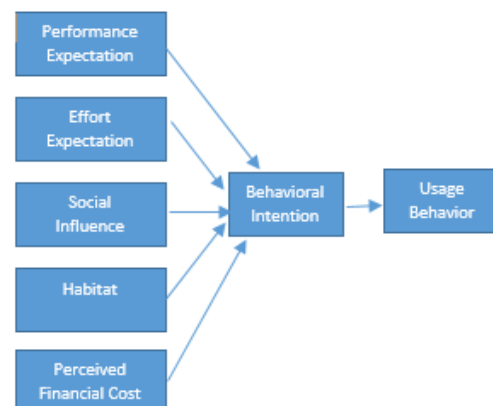 Performance
Expectation
Effort
Expectation
Social
Influence
Habitat
Perceived
Financial Cost
Behavioral
Intention
Usage
Behavior